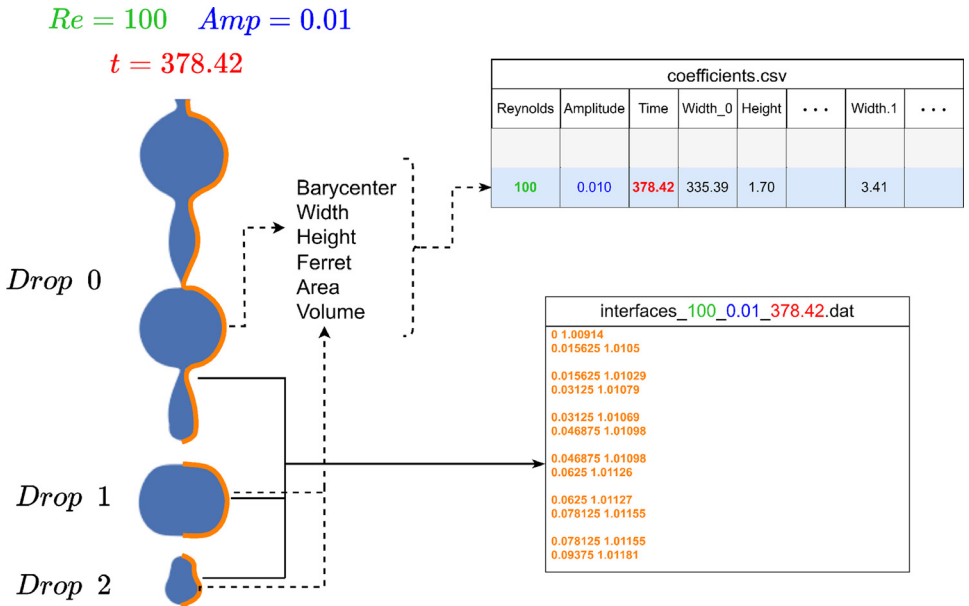 Re = 100 Amp = 0.01
t = 378.42
Drop 0
Drop 1
Drop 2
Barycenter
Width
Height
Ferret
Area
Volume
coefficients.csv
Reynolds Amplitude Time Width_0 Height ... Width.1 ...
100 0.010 378.42 335.39 1.70 3.41
interfaces_100_0.01_378.42.dat
0 1.00914
0.015625 1.0105
0.015625 1.01029
0.03125 1.01079
0.03125 1.01069
0.046875 1.01098
0.046875 1.01098
0.0625 1.01126
0.0625 1.01127
0.078125 1.01155
0.078125 1.01155
0.09375 1.01181